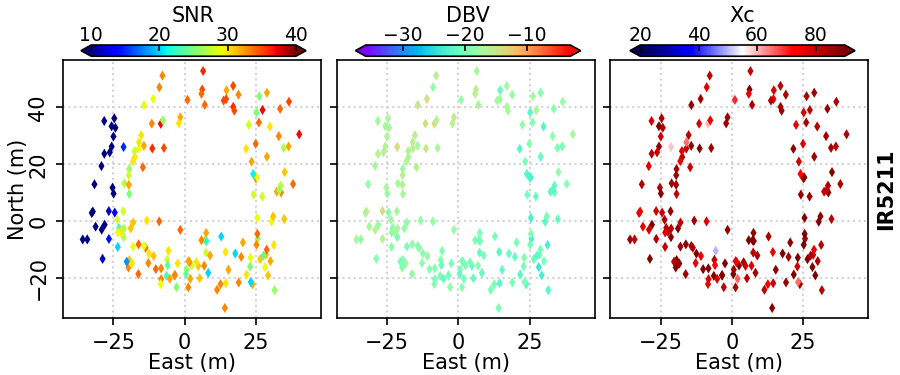 SNR DBV Xc
10 20 30 40 −30 −20 −10 20 40 60 80
40
20
0
−20
North (m)
IR5211
−25 0 25 −25 0 25 −25 0 25
East (m) East (m) East (m)